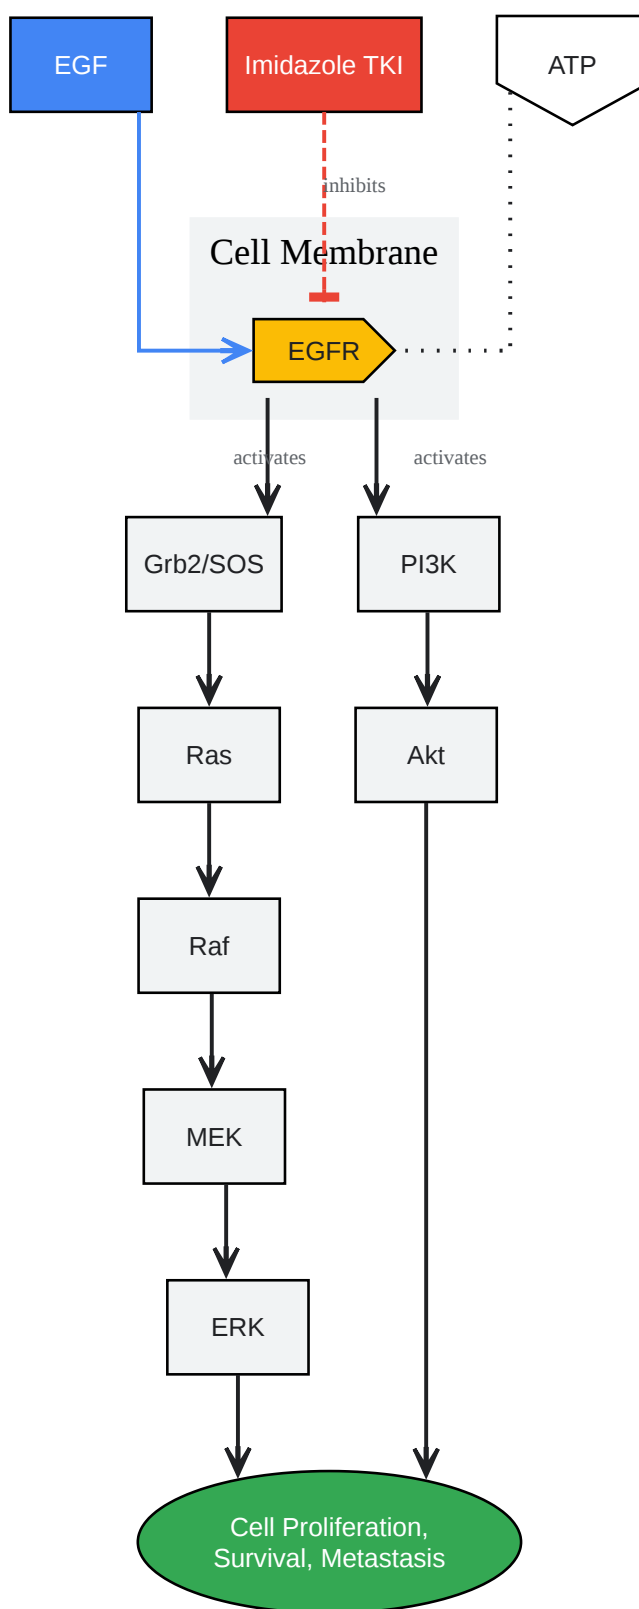 EGF
Imidazole TKI
ATP
inhibits
Cell Membrane
EGFR
activates
activates
Grb2/SOS
PI3K
Ras
Akt
Raf
MEK
ERK
Cell Proliferation,
Survival, Metastasis